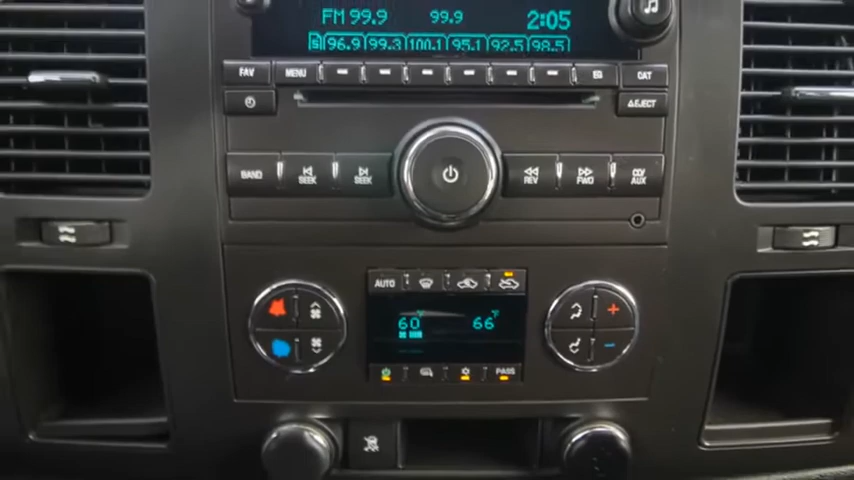 FM 99.9 99.9 2:05
96.9 99.3 100.1 95.1 92.5 98.5
FAV MENU EQ CAT
EJECT
BAND SEEK SEEK REV FWD CD/AUX
AUTO
60°F 66°F
PASS